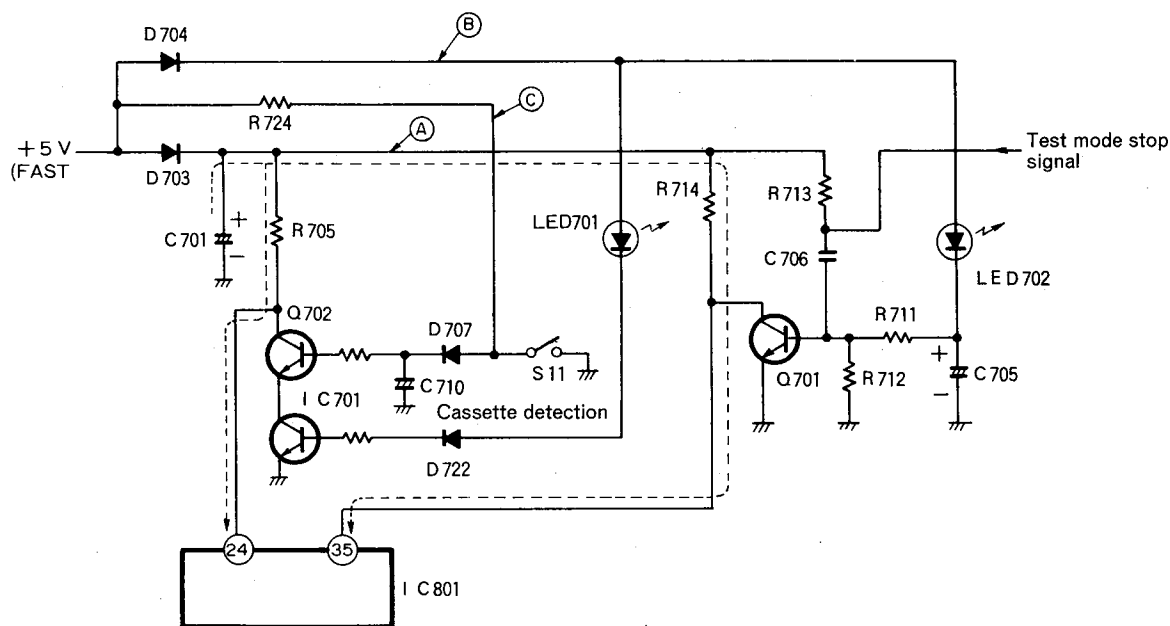 B
D704
C
R724
A
+5 V
(FAST
D703
Test mode stop
signal
R714
R713
C701
+
-
R705
LED701
C706
LED702
Q702
D707
R711
S11
C710
Q701
R712
+
C705
-
IC701
Cassette detection
D722
24
35
IC801